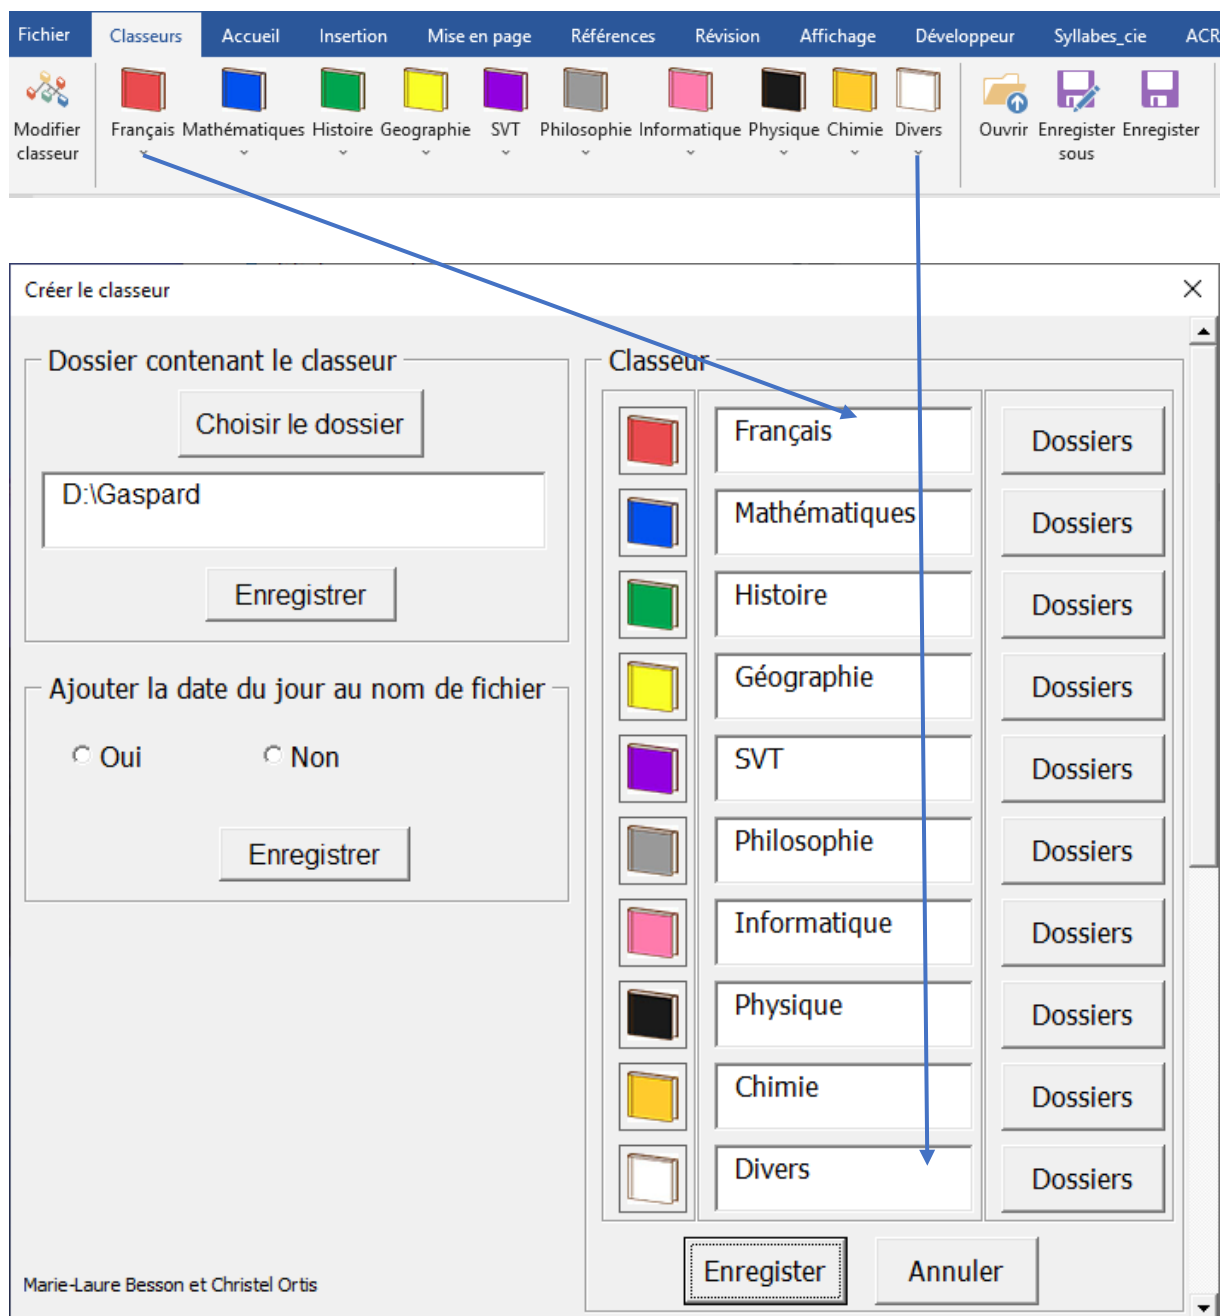 Fichier Classeurs Accueil Insertion Mise en page Références Révision Affichage Développeur Syllabes_cie ACR
Modifier classeur Français Mathématiques Histoire Geographie SVT Philosophie Informatique Physique Chimie Divers Ouvrir Enregister sous Enregister
Créer le classeur
Dossier contenant le classeur
Choisir le dossier
D:\Gaspard
Enregistrer
Ajouter la date du jour au nom de fichier
Oui Non
Enregistrer
Classeur
Français Dossiers
Mathématiques Dossiers
Histoire Dossiers
Géographie Dossiers
SVT Dossiers
Philosophie Dossiers
Informatique Dossiers
Physique Dossiers
Chimie Dossiers
Divers Dossiers
Enregister Annuler
Marie-Laure Besson et Christel Ortis